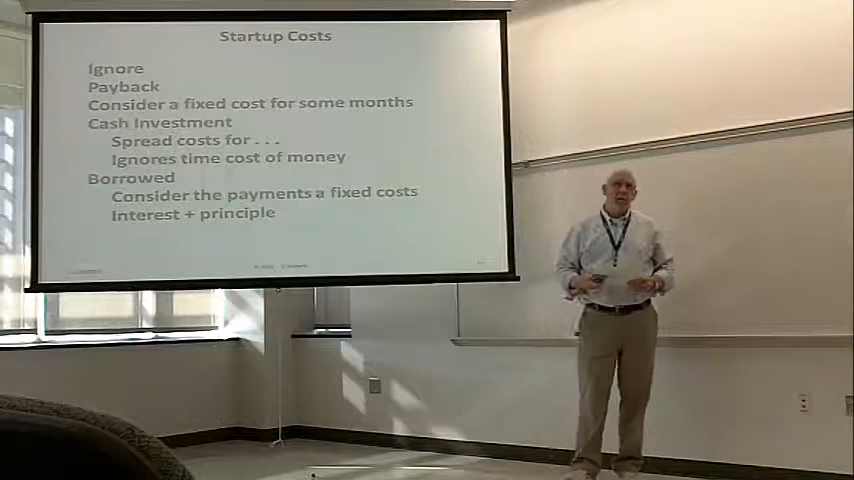 Startup Costs
Ignore
Payback
Consider a fixed cost for some months
Cash Investment
Spread costs for . . .
Ignores time cost of money
Borrowed
Consider the payments a fixed costs
Interest + principle